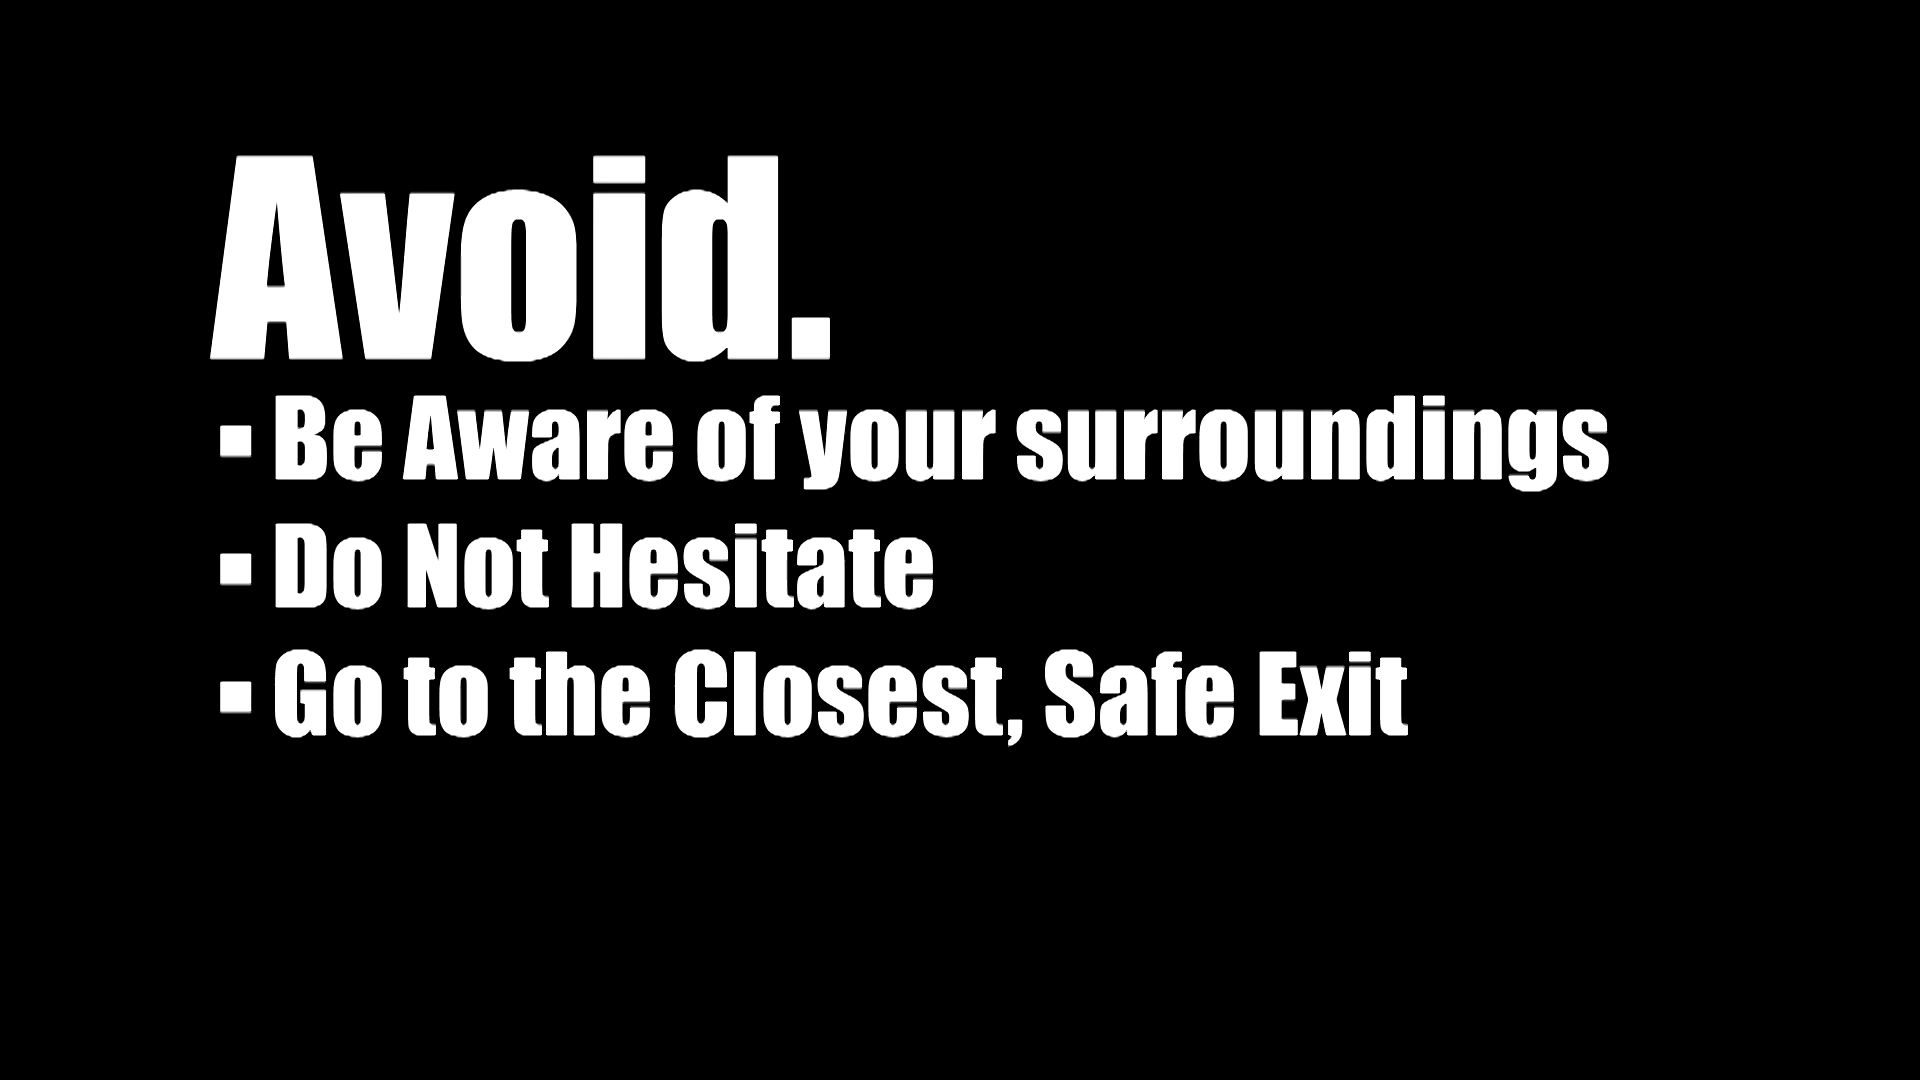 Avoid.
▪ Be Aware of your surroundings
▪ Do Not Hesitate
▪ Go to the Closest, Safe Exit